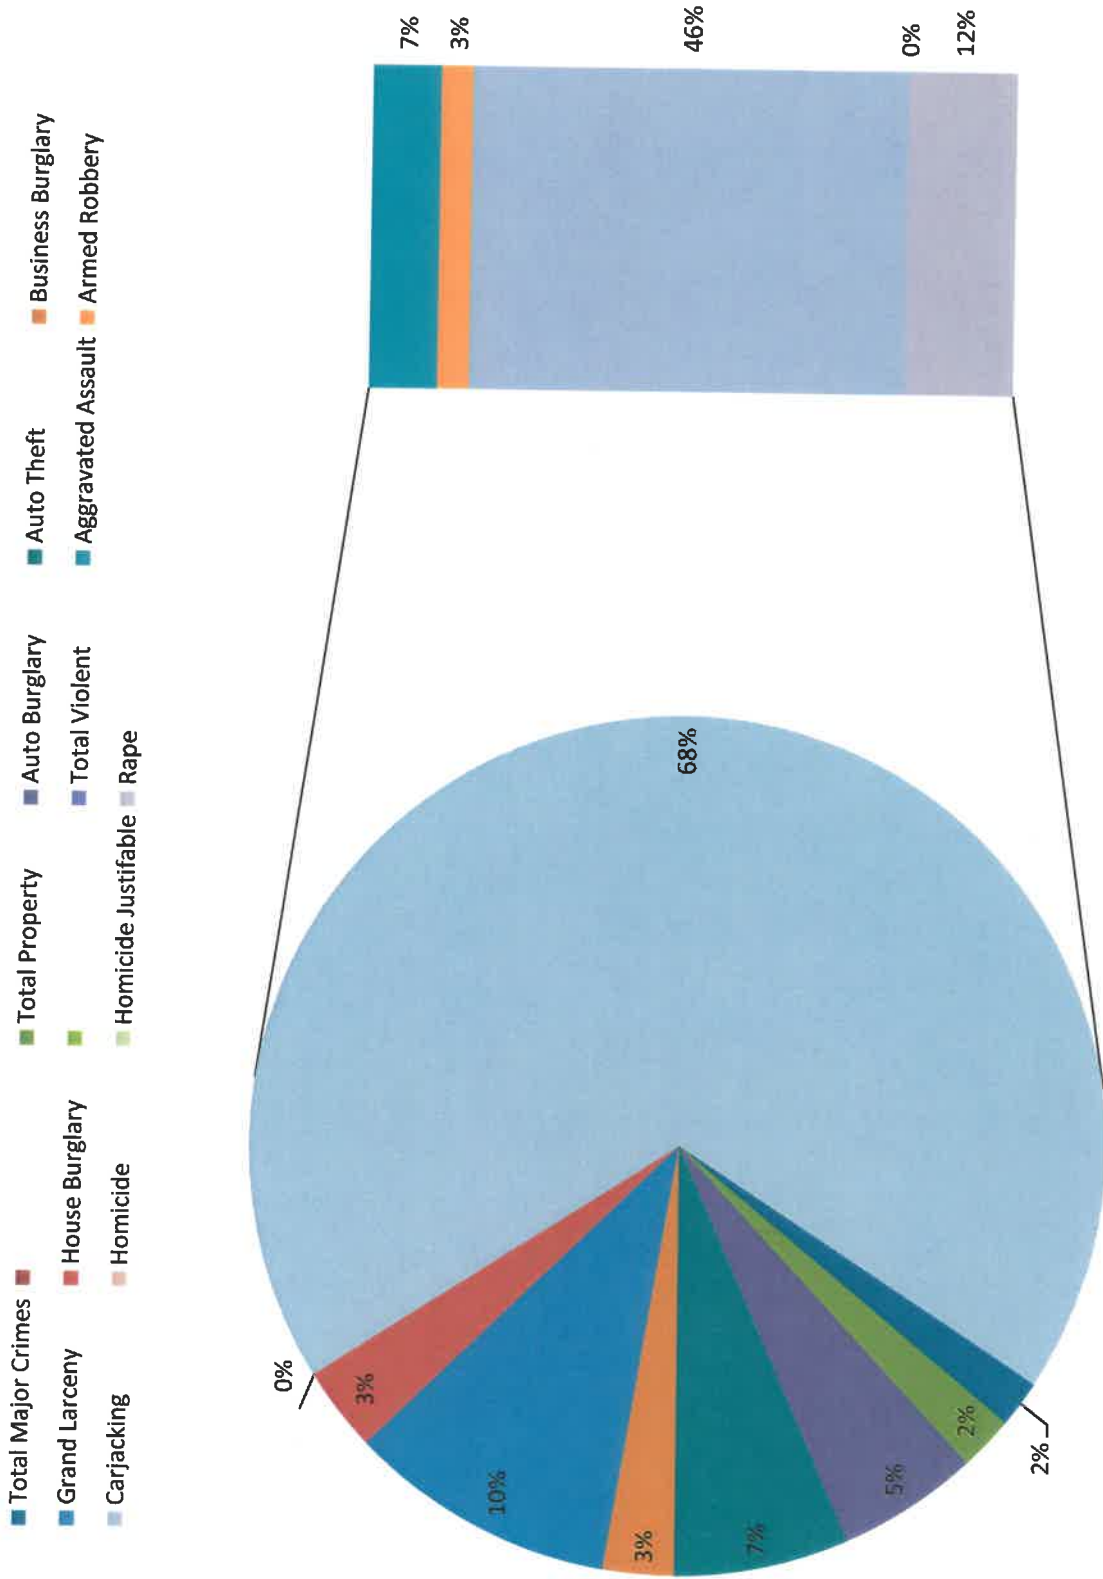 Total Major Crimes
Total Property
Auto Burglary
Auto Theft
Business Burglary
Grand Larceny
House Burglary
Total Violent
Aggravated Assault
Armed Robbery
Carjacking
Homicide
Homicide Justifable
Rape
0%
3%
10%
3%
7%
5%
2%
2%
68%
7%
3%
46%
0%
12%